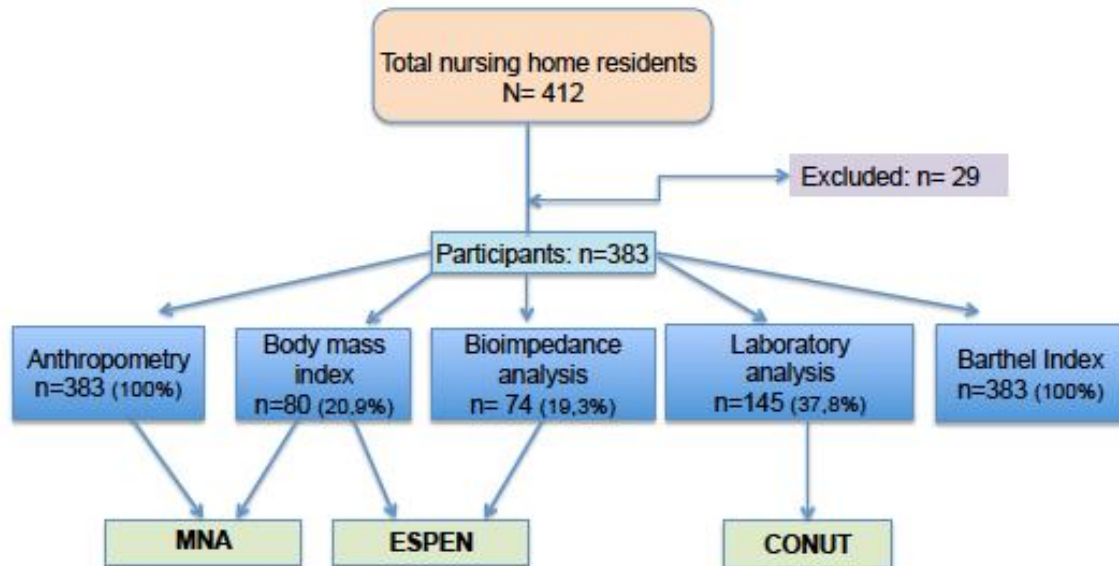 Total nursing home residents
N= 412
Excluded: n= 29
Participants: n=383
Anthropometry
n=383 (100%)
Body mass
index
n=80 (20,9%)
Bioimpedance
analysis
n= 74 (19,3%)
Laboratory
analysis
n=145 (37,8%)
Barthel Index
n=383 (100%)
MNA
ESPEN
CONUT